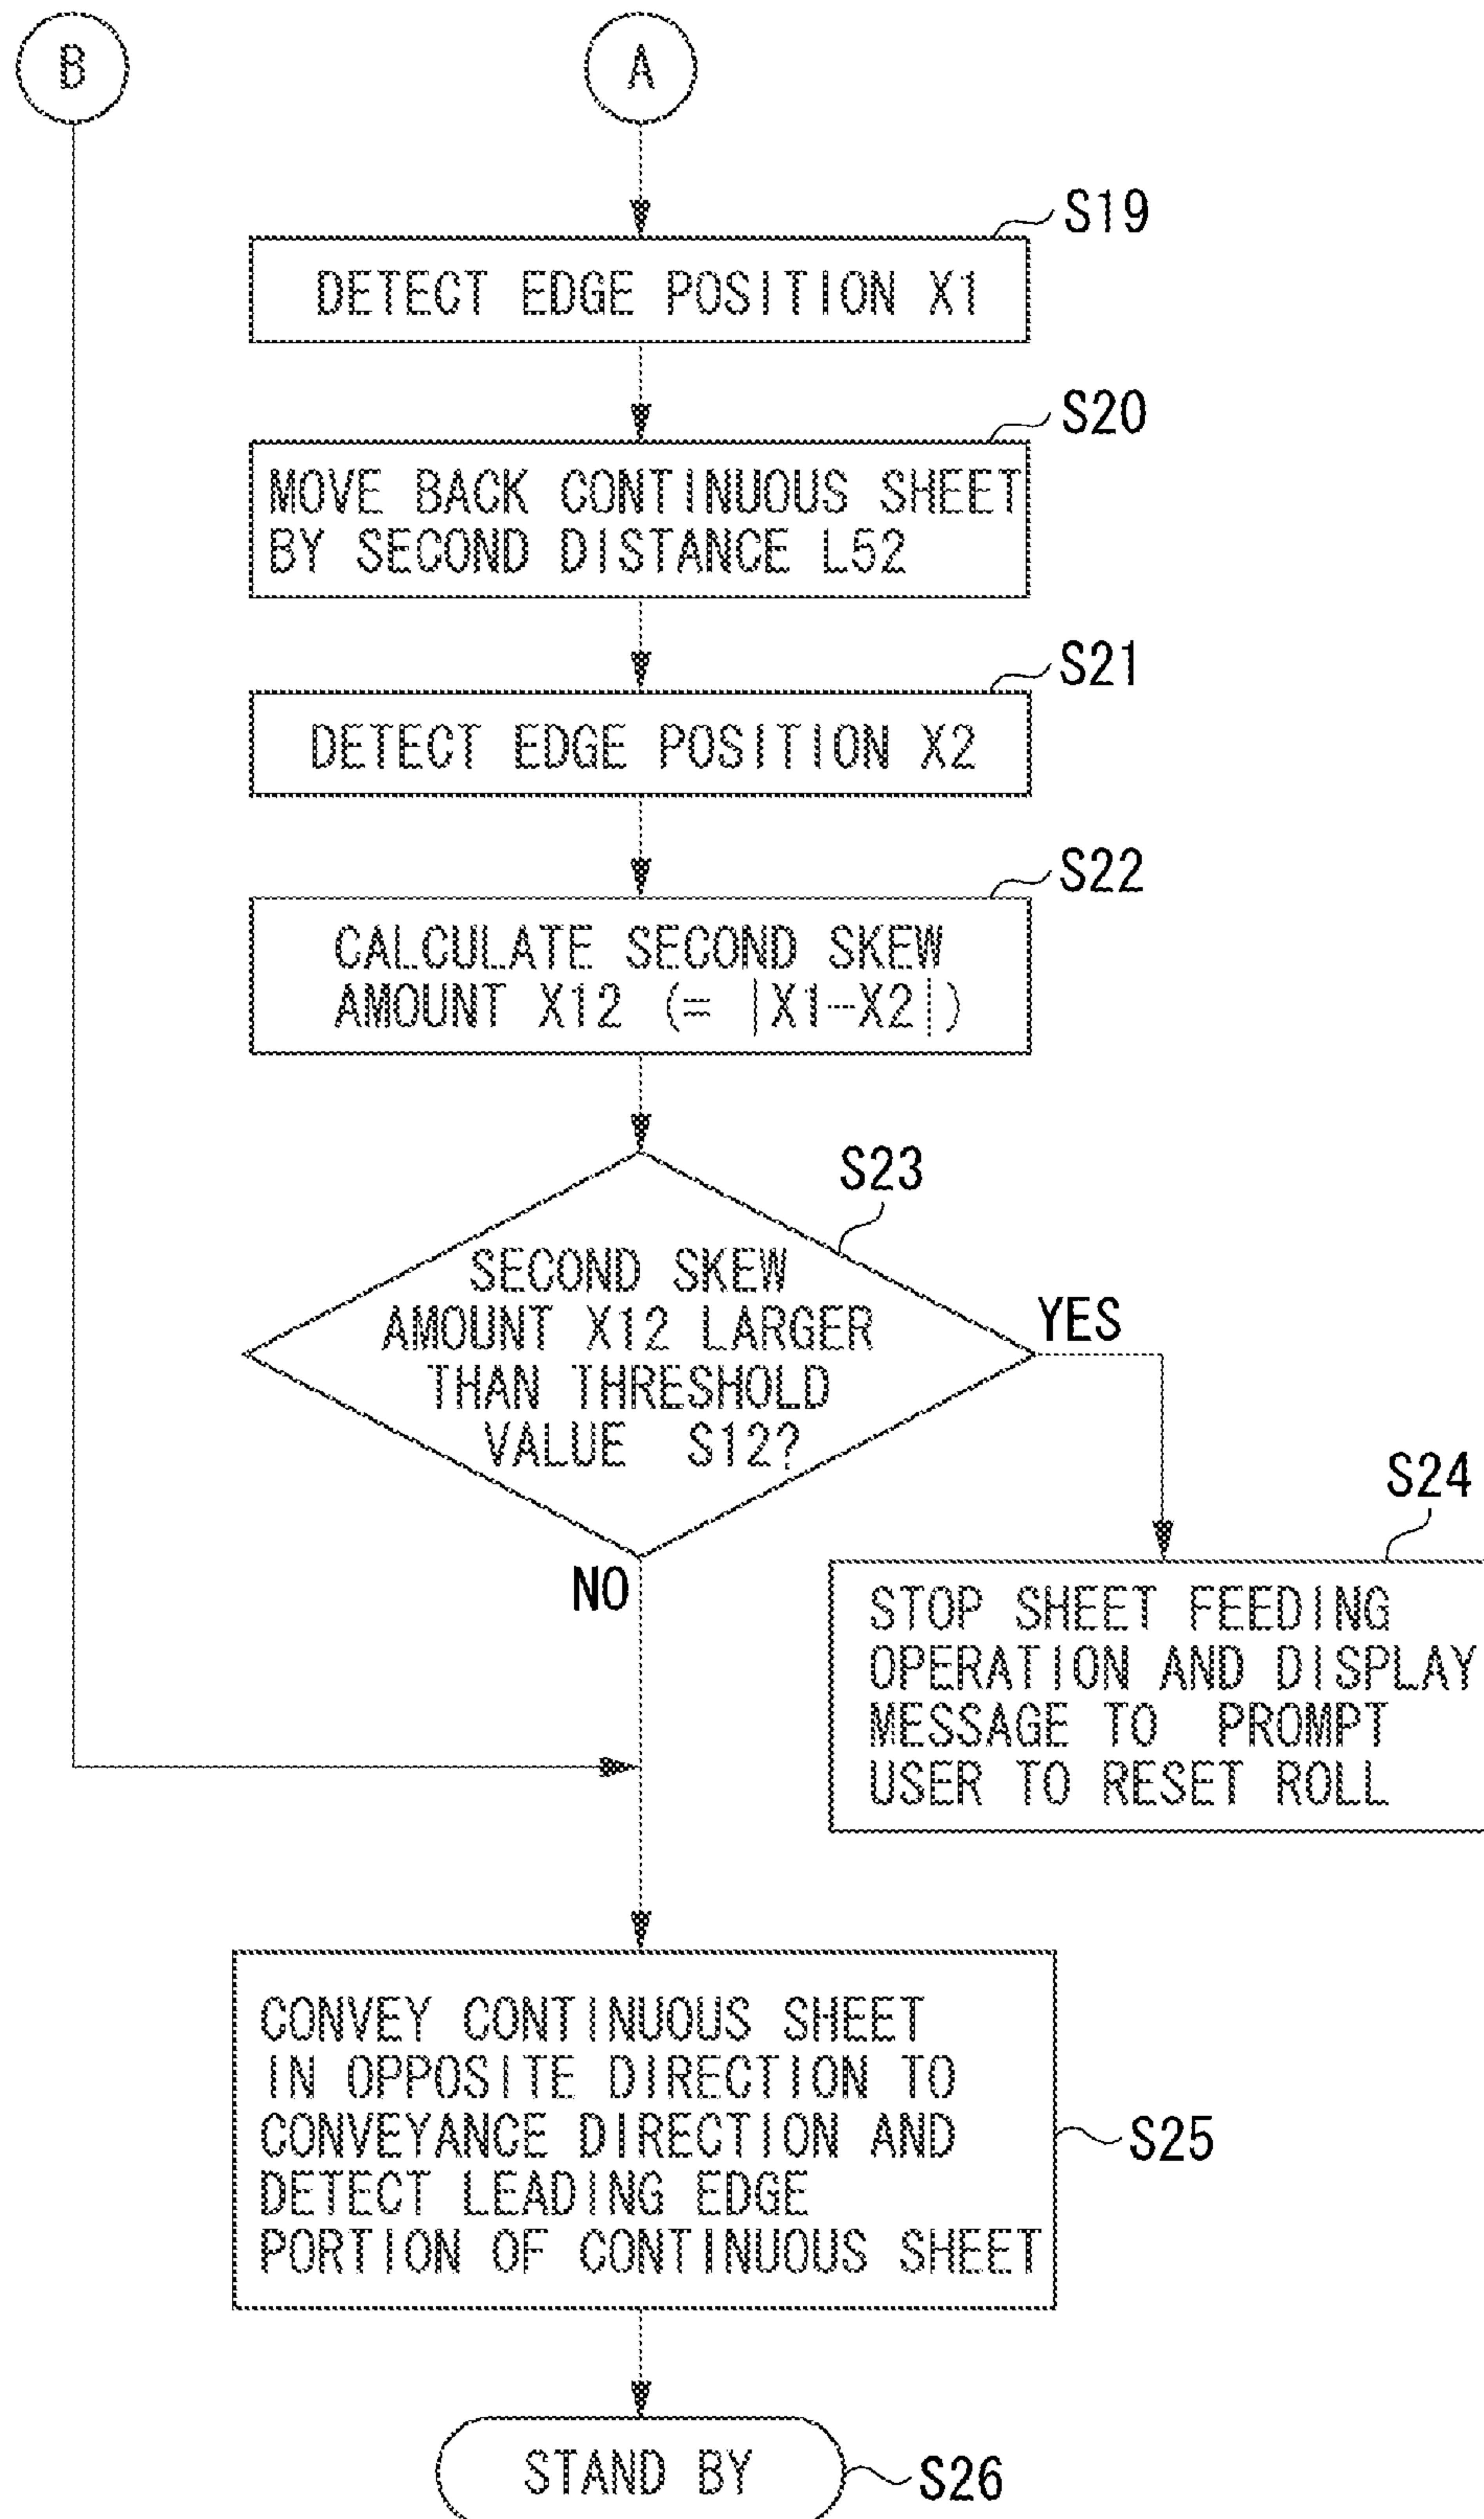 B
A
S19
DETECT EDGE POSITION X1
S20
MOVE BACK CONTINUOUS SHEET
BY SECOND DISTANCE L52
S21
DETECT EDGE POSITION X2
S22
CALCULATE SECOND SKEW
AMOUNT X12 (= |X1-X2|)
S23
SECOND SKEW
AMOUNT X12 LARGER
THAN THRESHOLD
VALUE S12?
YES
NO
S24
STOP SHEET FEEDING
OPERATION AND DISPLAY
MESSAGE TO PROMPT
USER TO RESET ROLL
CONVEY CONTINUOUS SHEET
IN OPPOSITE DIRECTION TO
CONVEYANCE DIRECTION AND
DETECT LEADING EDGE
PORTION OF CONTINUOUS SHEET
S25
STAND BY
S26